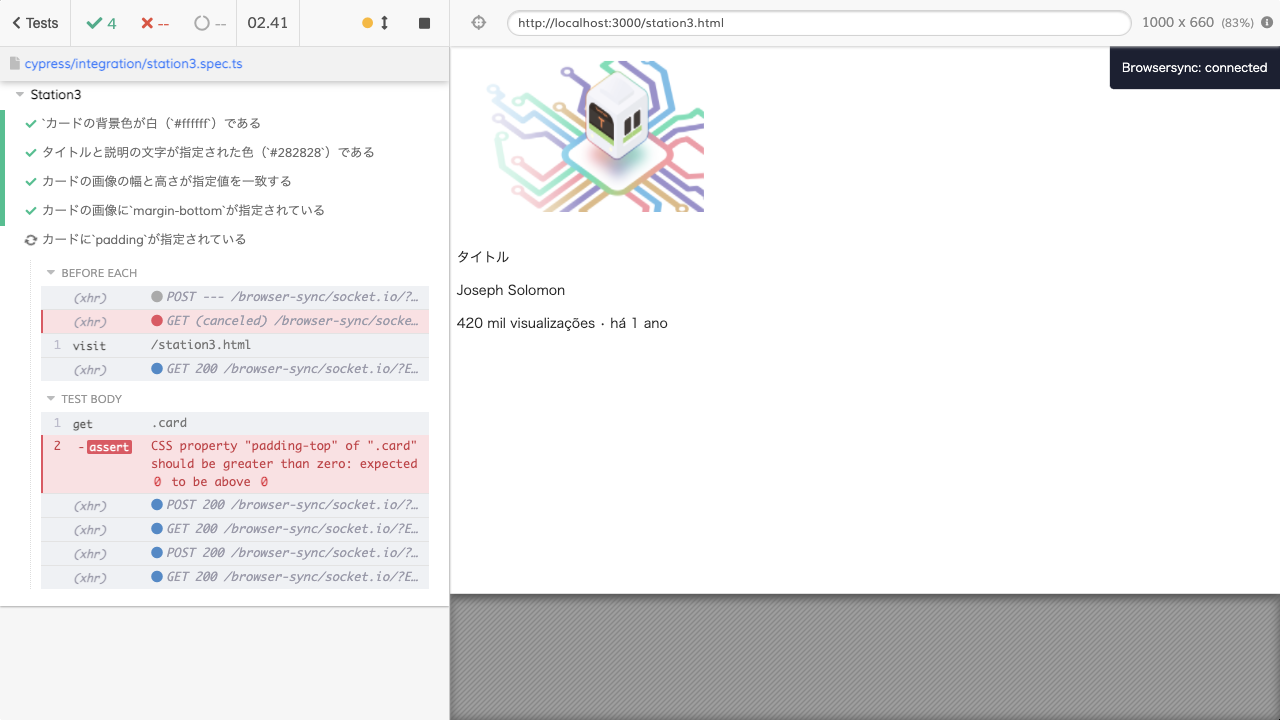 Tests
4
--
--
02.41
http://localhost:3000/station3.html
1000 x 660 (83%)
cypress/integration/station3.spec.ts
Browsersync: connected
Station3
`カードの背景色が白（`#ffffff`）である
タイトルと説明の文字が指定された色（`#282828`）である
カードの画像の幅と高さが指定値を一致する
カードの画像に`margin-bottom`が指定されている
カードに`padding`が指定されている
BEFORE EACH
(xhr) POST --- /browser-sync/socket.io/?…
(xhr) GET (canceled) /browser-sync/socke…
1 visit /station3.html
(xhr) GET 200 /browser-sync/socket.io/?E…
TEST BODY
1 get .card
2 -assert CSS property "padding-top" of ".card"
should be greater than zero: expected
0 to be above 0
(xhr) POST 200 /browser-sync/socket.io/?…
(xhr) GET 200 /browser-sync/socket.io/?E…
(xhr) POST 200 /browser-sync/socket.io/?…
(xhr) GET 200 /browser-sync/socket.io/?E…
T
タイトル
Joseph Solomon
420 mil visualizações · há 1 ano